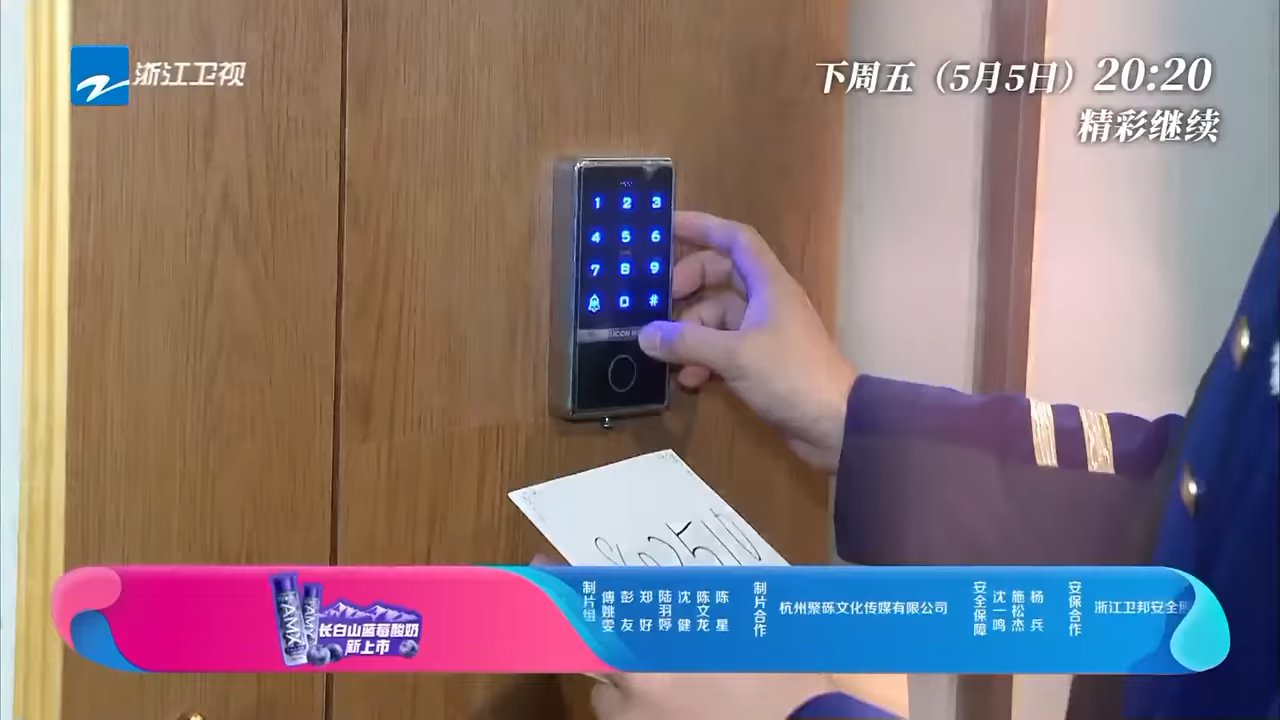 浙江卫视
下周五（5月5日）20:20
精彩继续
1 2 3
4 5 6
7 8 9
0 #
长白山蓝莓酸奶
新上市
制片组
傅姚雯
彭友
郑好
陆羽婷
沈健
陈文龙
陈星
制片合作
杭州聚砾文化传媒有限公司
安全保障
沈一鸣
施松杰
杨兵
安保合作
浙江卫邦安全